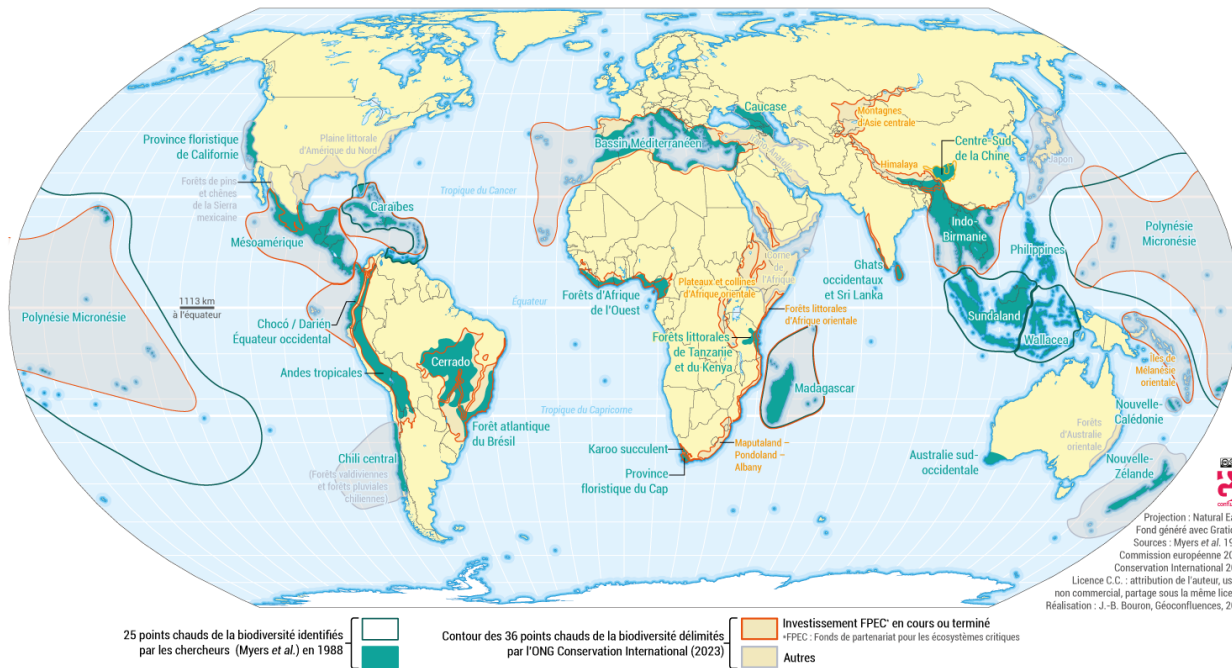 Province floristique
de Californie
Plaine littorale
d'Amérique du Nord
Forêts de pins
et chênes
de la Sierra
mexicaine
Mésoamérique
Caraïbes
Tropique du Cancer
Bassin Méditerranéen
Caucase
Montagnes
d'Asie centrale
Himalaya
Centre-Sud
de la Chine
Japon
Polynésie
Micronésie
Indo-
Birmanie
Philippines
Ghats
occidentaux
et Sri Lanka
Corne de
l'Afrique
Plateaux et collines
d'Afrique orientale
Forêts d'Afrique
de l'Ouest
Équateur
1113 km
à l'équateur
Polynésie Micronésie
Chocó / Darién
Équateur occidental
Andes tropicales
Cerrado
Forêts littorales
d'Afrique orientale
Forêts littorales
de Tanzanie
et du Kenya
Sundaland
Wallacea
Îles de
Mélanésie
orientale
Madagascar
Tropique du Capricorne
Forêt atlantique
du Brésil
Nouvelle-
Calédonie
Forêts
d'Australie
orientale
Chili central
(Forêts valdiviennes
et forêts pluviales
chiliennes)
Karoo succulent
Province
floristique du Cap
Maputaland –
Pondoland –
Albany
Australie sud-
occidentale
Nouvelle-
Zélande
Projection : Natural Ea
Fond généré avec Gratic
Sources : Myers et al. 19
Commission européenne 20
Conservation International 20
Licence C.C. : attribution de l'auteur, us
non commercial, partage sous la même lice
Réalisation : J.-B. Bouron, Géoconfluences, 20
25 points chauds de la biodiversité identifiés
par les chercheurs (Myers et al.) en 1988
Contour des 36 points chauds de la biodiversité délimités
par l'ONG Conservation International (2023)
Investissement FPEC* en cours ou terminé
*FPEC : Fonds de partenariat pour les écosystèmes critiques
Autres